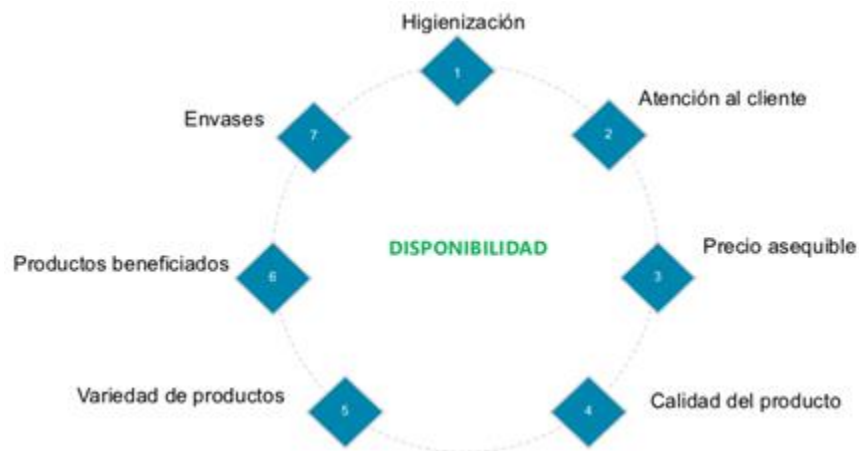 Higienización
1
Atención al cliente
2
Envases
7
DISPONIBILIDAD
Precio asequible
3
Productos beneficiados
6
Variedad de productos
5
Calidad del producto
4